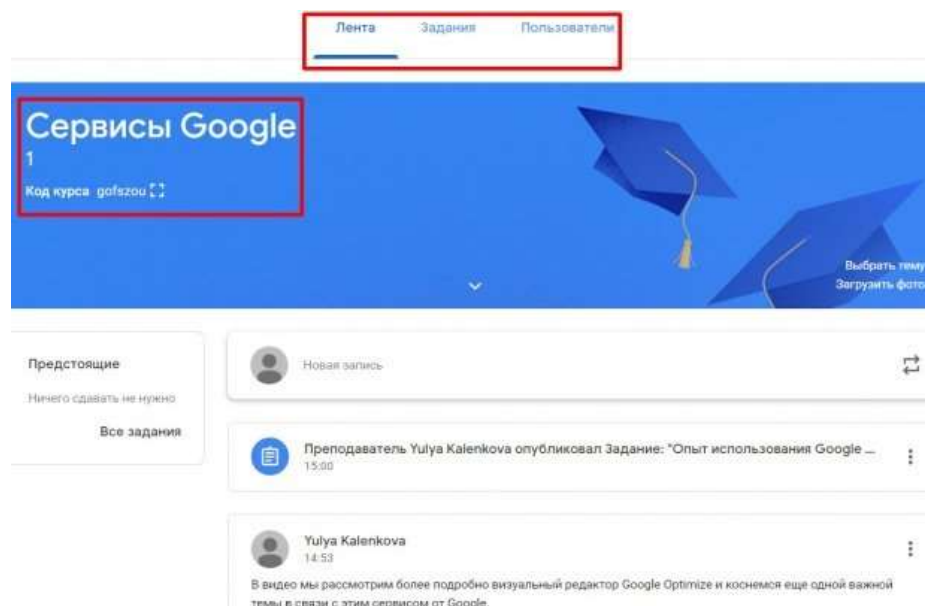 Лента Задания Пользователи
Сервисы Google
1
Код курса gofszou
Выбрать тему
Загрузить фото
Предстоящие
Ничего сдавать не нужно
Все задания
Новая запись
Преподаватель Yulya Kalenkova опубликовал Задание: "Опыт использования Google ...
15:00
Yulya Kalenkova
14:53
В видео мы рассмотрим более подробно визуальный редактор Google Optimize и коснемся еще одной важной
темы в связи с этим сервисом от Google.